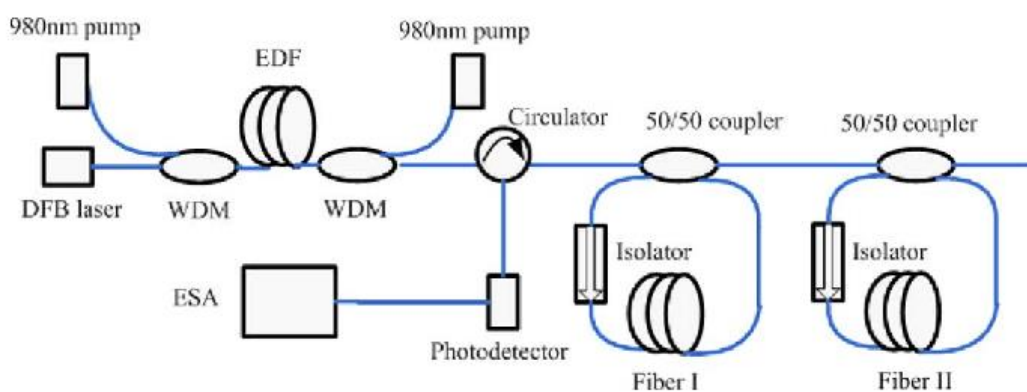 980nm pump
980nm pump
EDF
Circulator
50/50 coupler
50/50 coupler
DFB laser
WDM
WDM
Isolator
Isolator
ESA
Photodetector
Fiber I
Fiber II